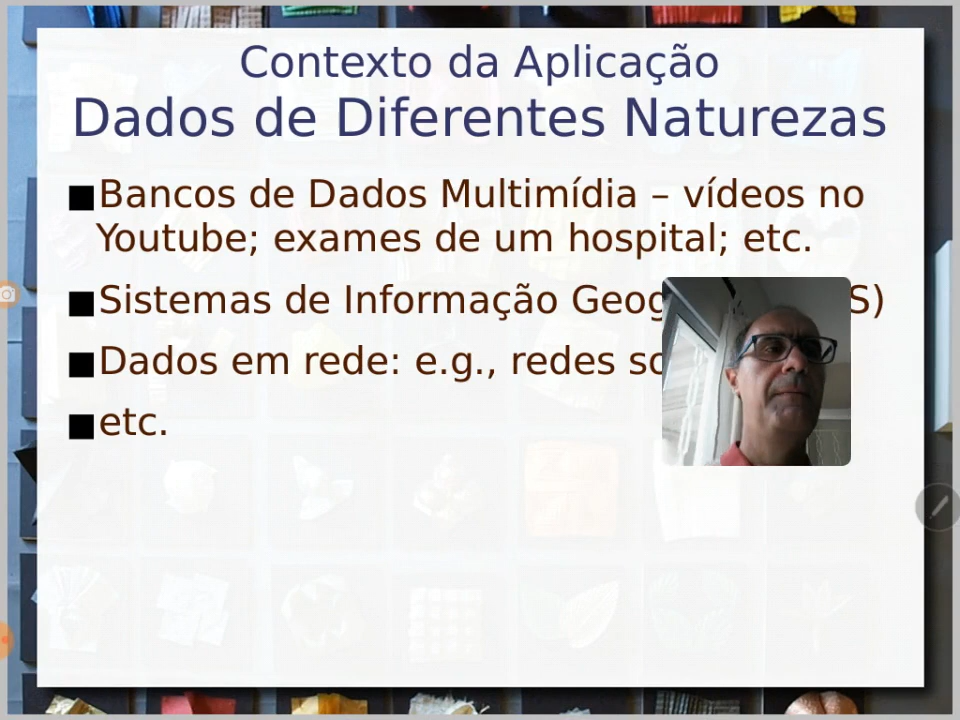 Contexto da Aplicação
Dados de Diferentes Naturezas
Bancos de Dados Multimídia – vídeos no
Youtube; exames de um hospital; etc.
Sistemas de Informação
Dados em rede: e.g., redes
etc.